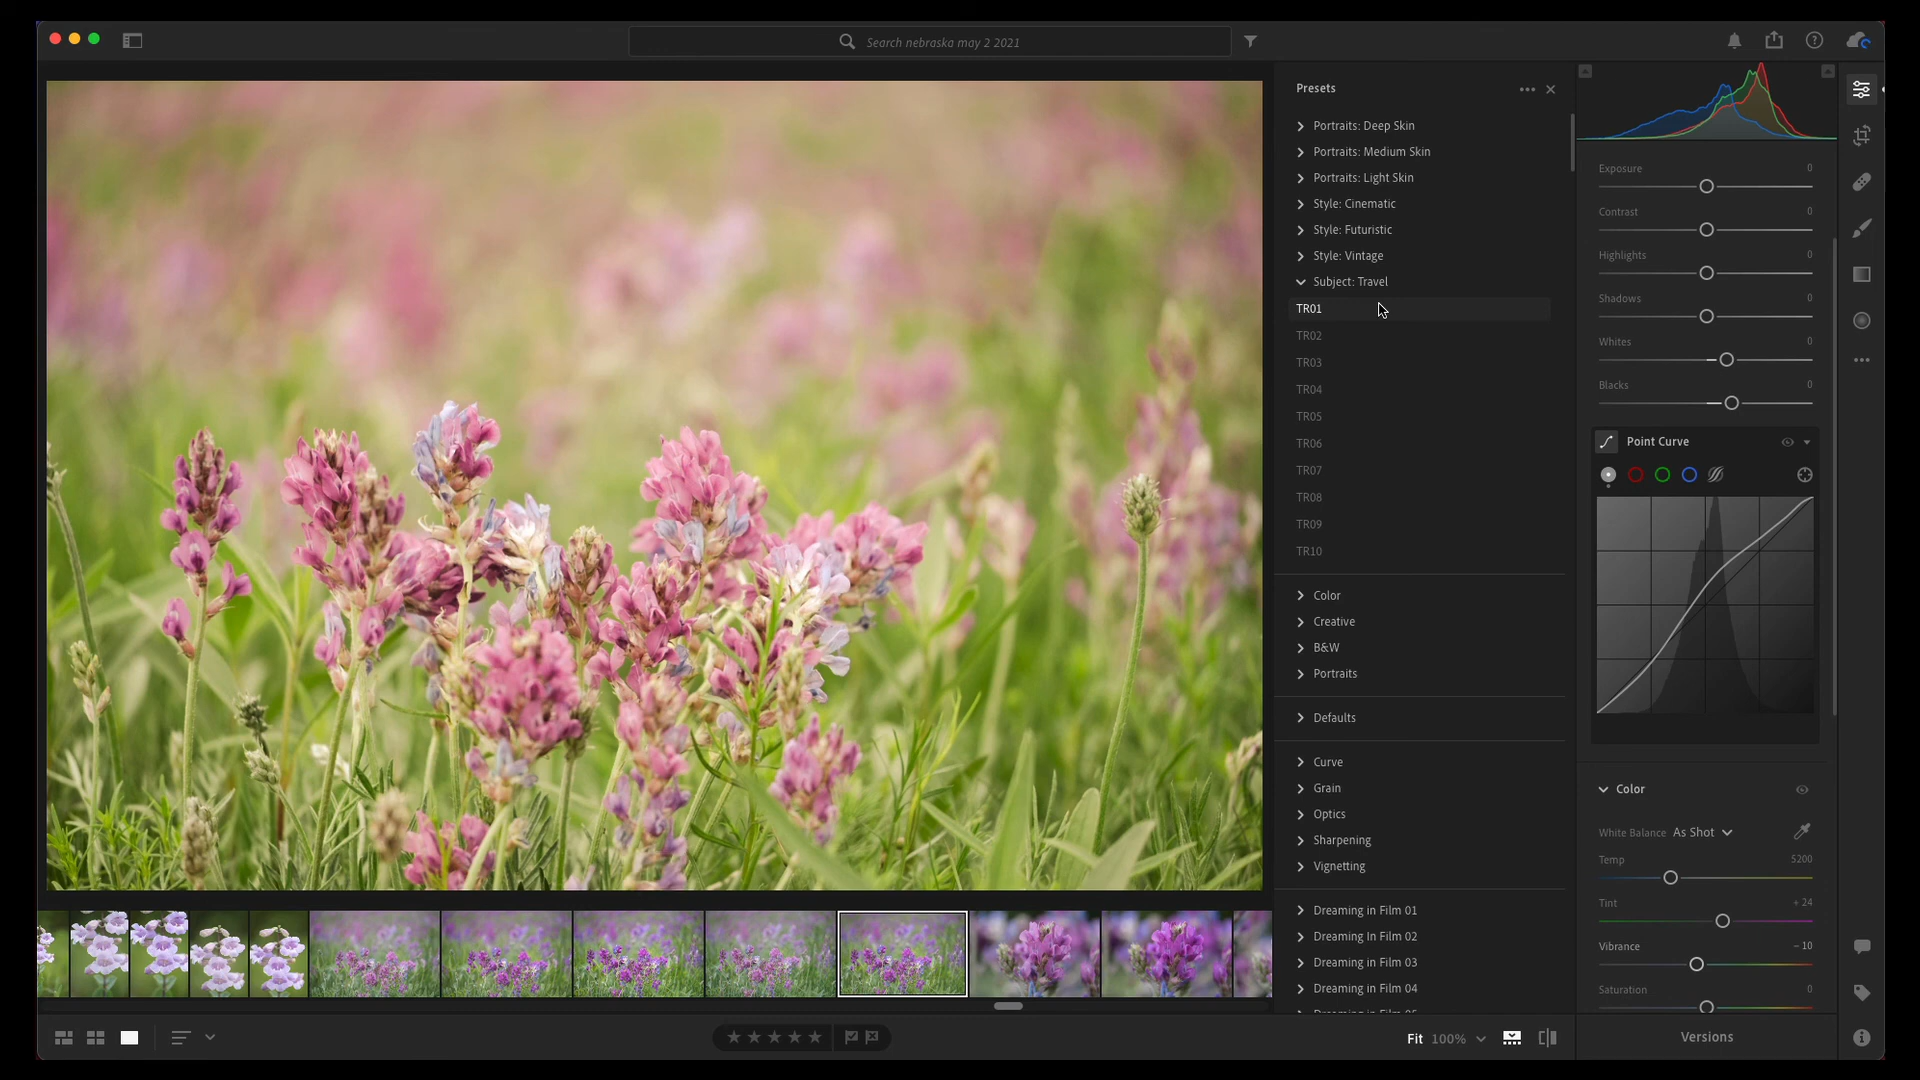 Search nebraska may 2 2021
Presets
Portraits: Deep Skin
Portraits: Medium Skin
Portraits: Light Skin
Style: Cinematic
Style: Futuristic
Style: Vintage
Subject: Travel
TR01
TR02
TR03
TR04
TR05
TR06
TR07
TR08
TR09
TR10
Color
Creative
B&W
Portraits
Defaults
Curve
Grain
Optics
Sharpening
Vignetting
Dreaming in Film 01
Dreaming In Film 02
Dreaming in Film 03
Dreaming in Film 04
Exposure 0
Contrast 0
Highlights 0
Shadows 0
Whites 0
Blacks 0
Point Curve
Color
White Balance As Shot
Temp 5200
Tint + 24
Vibrance – 10
Saturation 0
Fit 100%
Versions